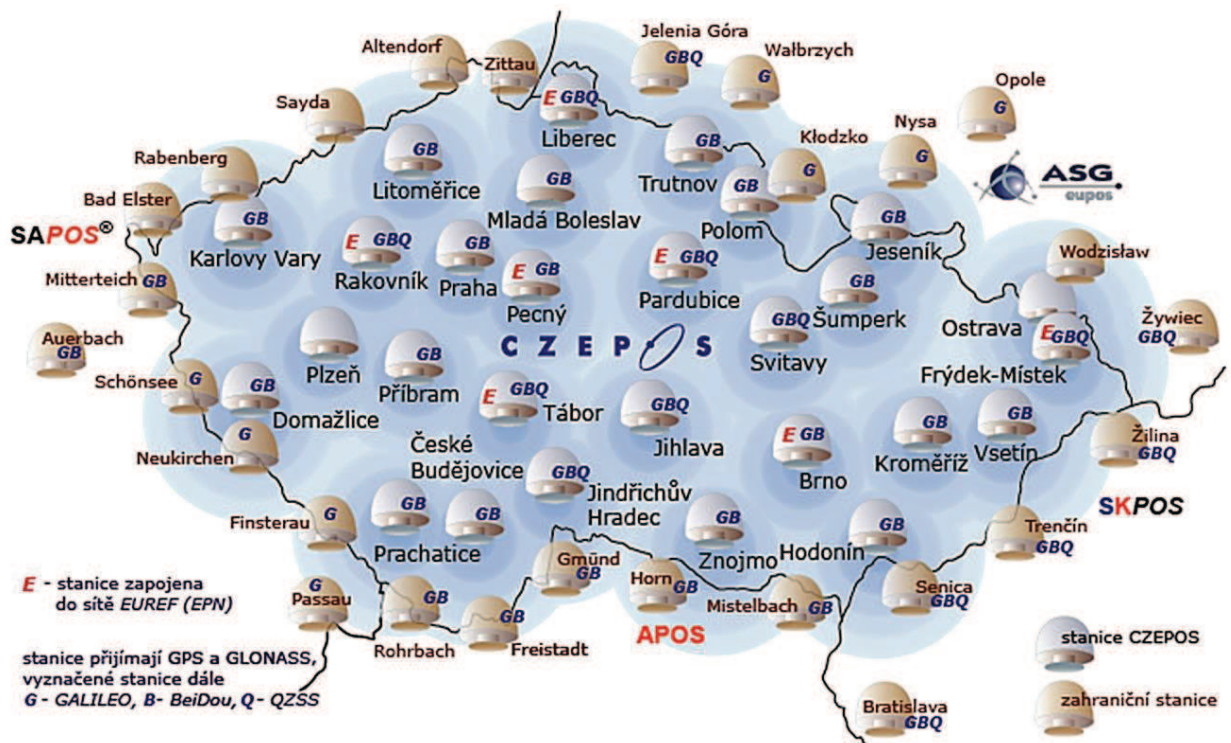 Jelenia Góra
GBQ
Altendorf
Wałbrzych
G
Zittau
Opole
G
E GBQ
Liberec
Sayda
Nysa
G
Kłodzko
G
GB
Litoměřice
GB
Trutnov
Rabenberg
GB
Mladá Boleslav
GB
Polom
ASG
eupos
Bad Elster
SAPOS®
GB
Karlovy Vary
GB
Jeseník
E GBQ
Rakovník
GB
Praha
E GB
Pecný
E GBQ
Pardubice
Wodzisław
Mitterteich
GB
GB
Šumperk
Ostrava
Żywiec
GBQ
Auerbach
GB
CZEPOS
GBQ
Svitavy
E GBQ
Frýdek-Místek
Plzeň
GB
Příbram
Schönsee
G
GB
Domažlice
E GBQ
Tábor
GBQ
Jihlava
GB
Kroměříž
GB
Vsetín
Žilina
GBQ
Neukirchen
G
České
Budějovice
E GB
Brno
GBQ
Jindřichův
Hradec
SKPOS
Finsterau
G
GB
Prachatice
GB
GB
Znojmo
GB
Hodonín
Trenčín
GBQ
Gmünd
GB
Horn
GB
Mistelbach
GB
Senica
GBQ
E - stanice zapojena
do sítě EUREF (EPN)
G
Passau
GB
Rohrbach
GB
Freistadt
APOS
stanice CZEPOS
stanice přijímají GPS a GLONASS,
vyznačené stanice dále
G - GALILEO, B- BeiDou, Q - QZSS
Bratislava
GBQ
zahraniční stanice